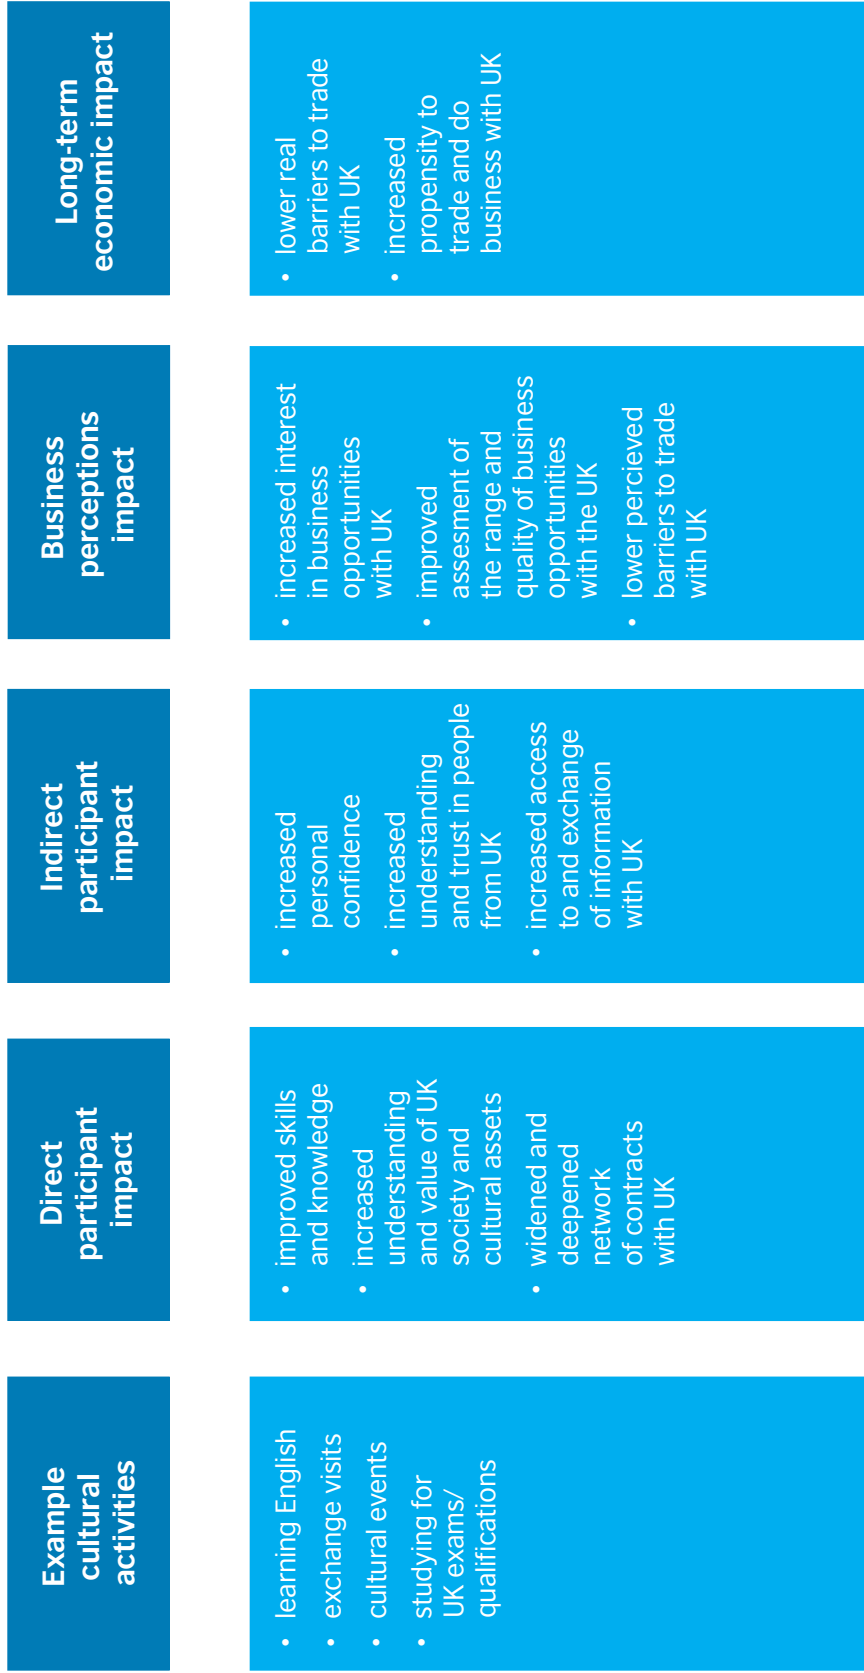 Example
cultural
activities
• learning English
• exchange visits
• cultural events
• studying for
UK exams/
qualifications
Direct
participant
impact
• improved skills
and knowledge
• increased
understanding
and value of UK
society and
cultural assets
• widened and
deepened
network
of contracts
with UK
Indirect
participant
impact
• increased
personal
confidence
• increased
understanding
and trust in people
from UK
• increased access
to and exchange
of information
with UK
Business
perceptions
impact
• increased interest
in business
opportunities
with UK
• improved
assesment of
the range and
quality of business
opportunities
with the UK
• lower percieved
barriers to trade
with UK
Long-term
economic impact
• lower real
barriers to trade
with UK
• increased
propensity to
trade and do
business with UK